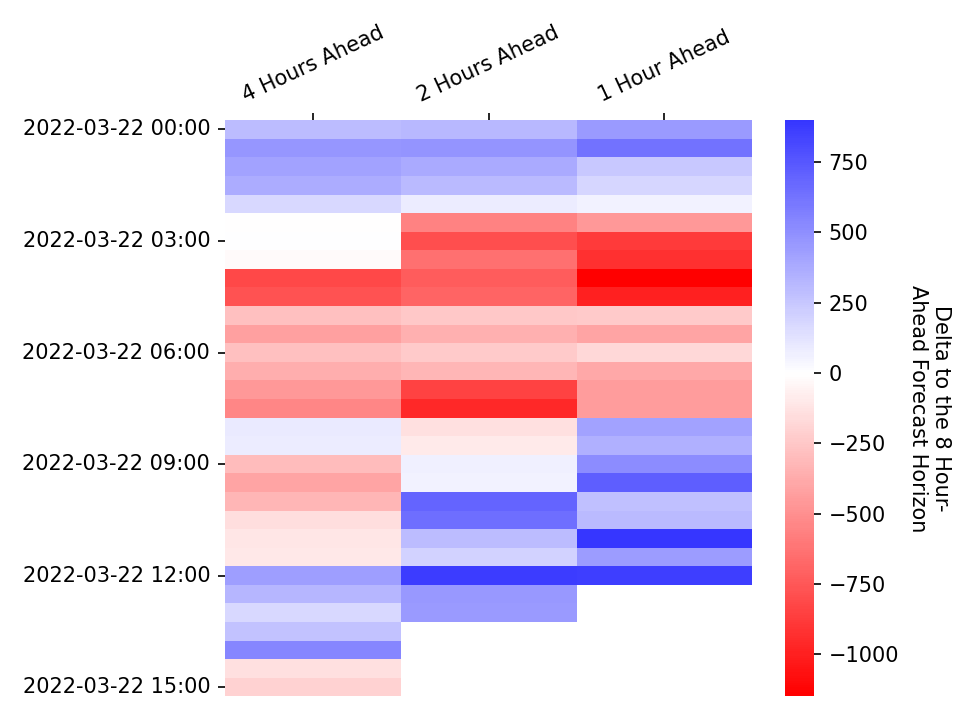 4 Hours Ahead
2 Hours Ahead
1 Hour Ahead
2022-03-22 00:00
2022-03-22 03:00
2022-03-22 06:00
2022-03-22 09:00
2022-03-22 12:00
2022-03-22 15:00
750
500
250
0
−250
−500
−750
−1000
Delta to the 8 Hour-
Ahead Forecast Horizon